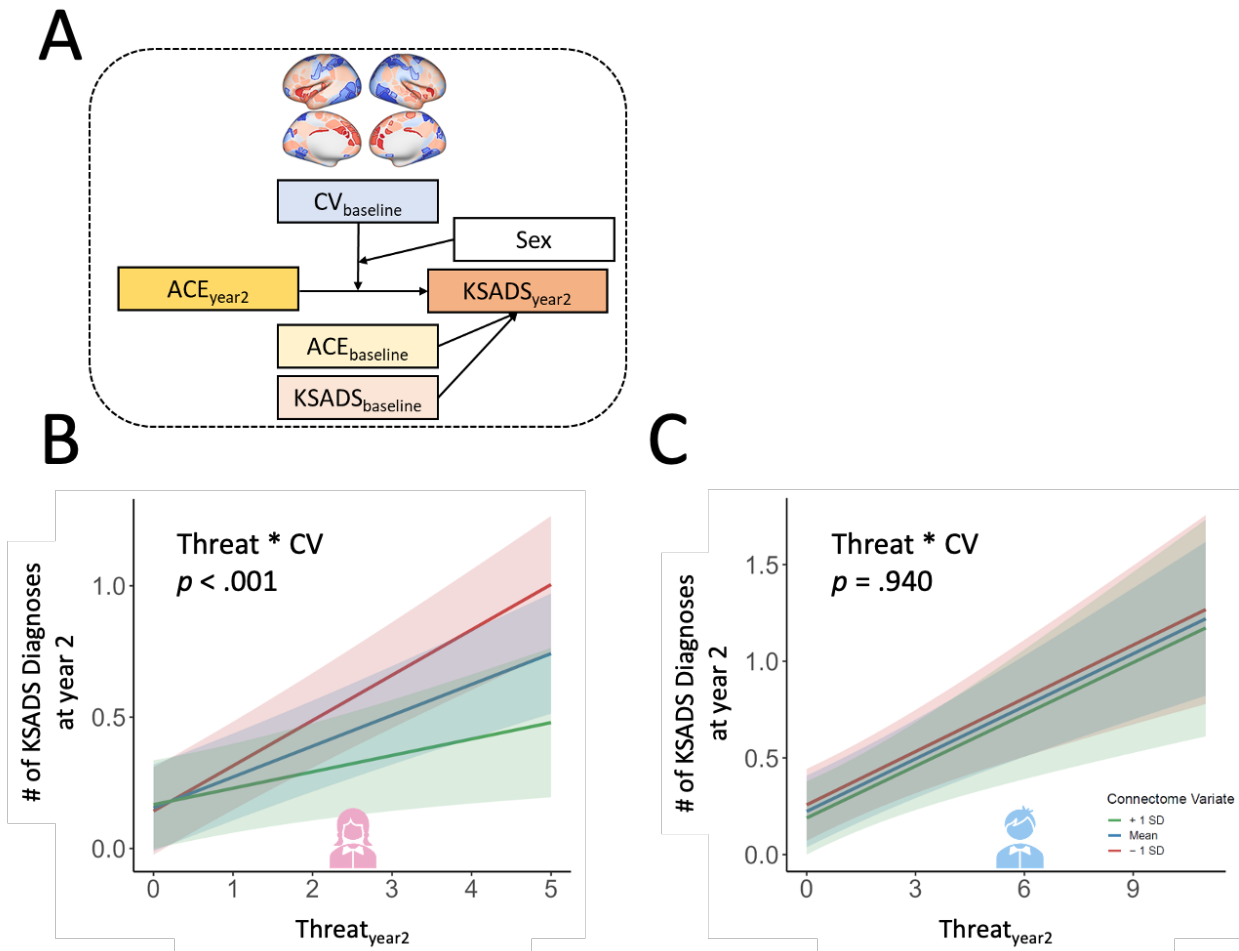 A
CVbaseline
Sex
ACEyear2
KSADSyear2
ACEbaseline
KSADSbaseline
B
C
# of KSADS Diagnoses
at year 2
Threat * CV
p < .001
1.0
0.5
0.0
0 1 2 3 4 5
Threatyear2
# of KSADS Diagnoses
at year 2
Threat * CV
p = .940
1.5
1.0
0.5
0.0
0 3 6 9
Threatyear2
Connectome Variate
+ 1 SD
Mean
− 1 SD